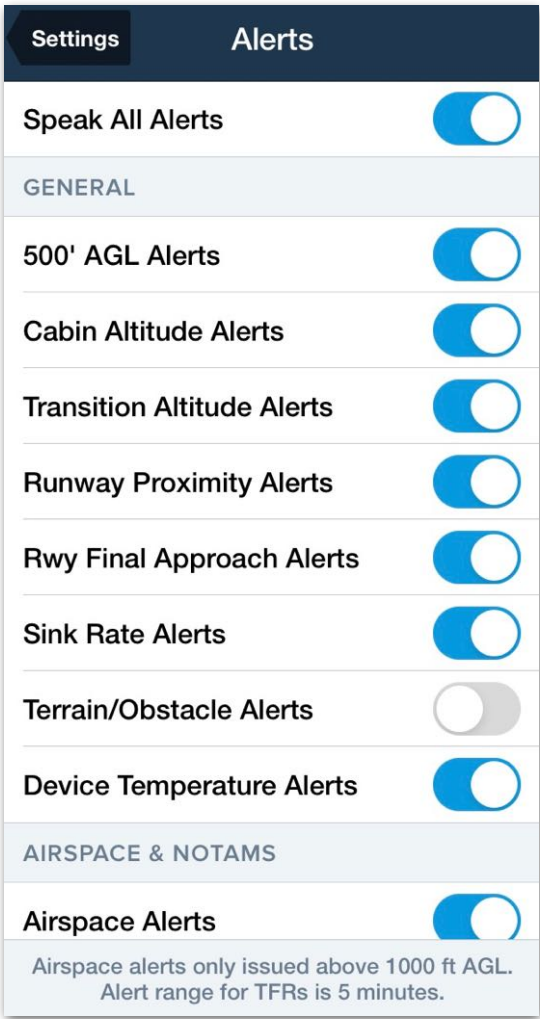 Settings
Alerts
Speak All Alerts
GENERAL
500' AGL Alerts
Cabin Altitude Alerts
Transition Altitude Alerts
Runway Proximity Alerts
Rwy Final Approach Alerts
Sink Rate Alerts
Terrain/Obstacle Alerts
Device Temperature Alerts
AIRSPACE & NOTAMS
Airspace Alerts
Airspace alerts only issued above 1000 ft AGL.
Alert range for TFRs is 5 minutes.